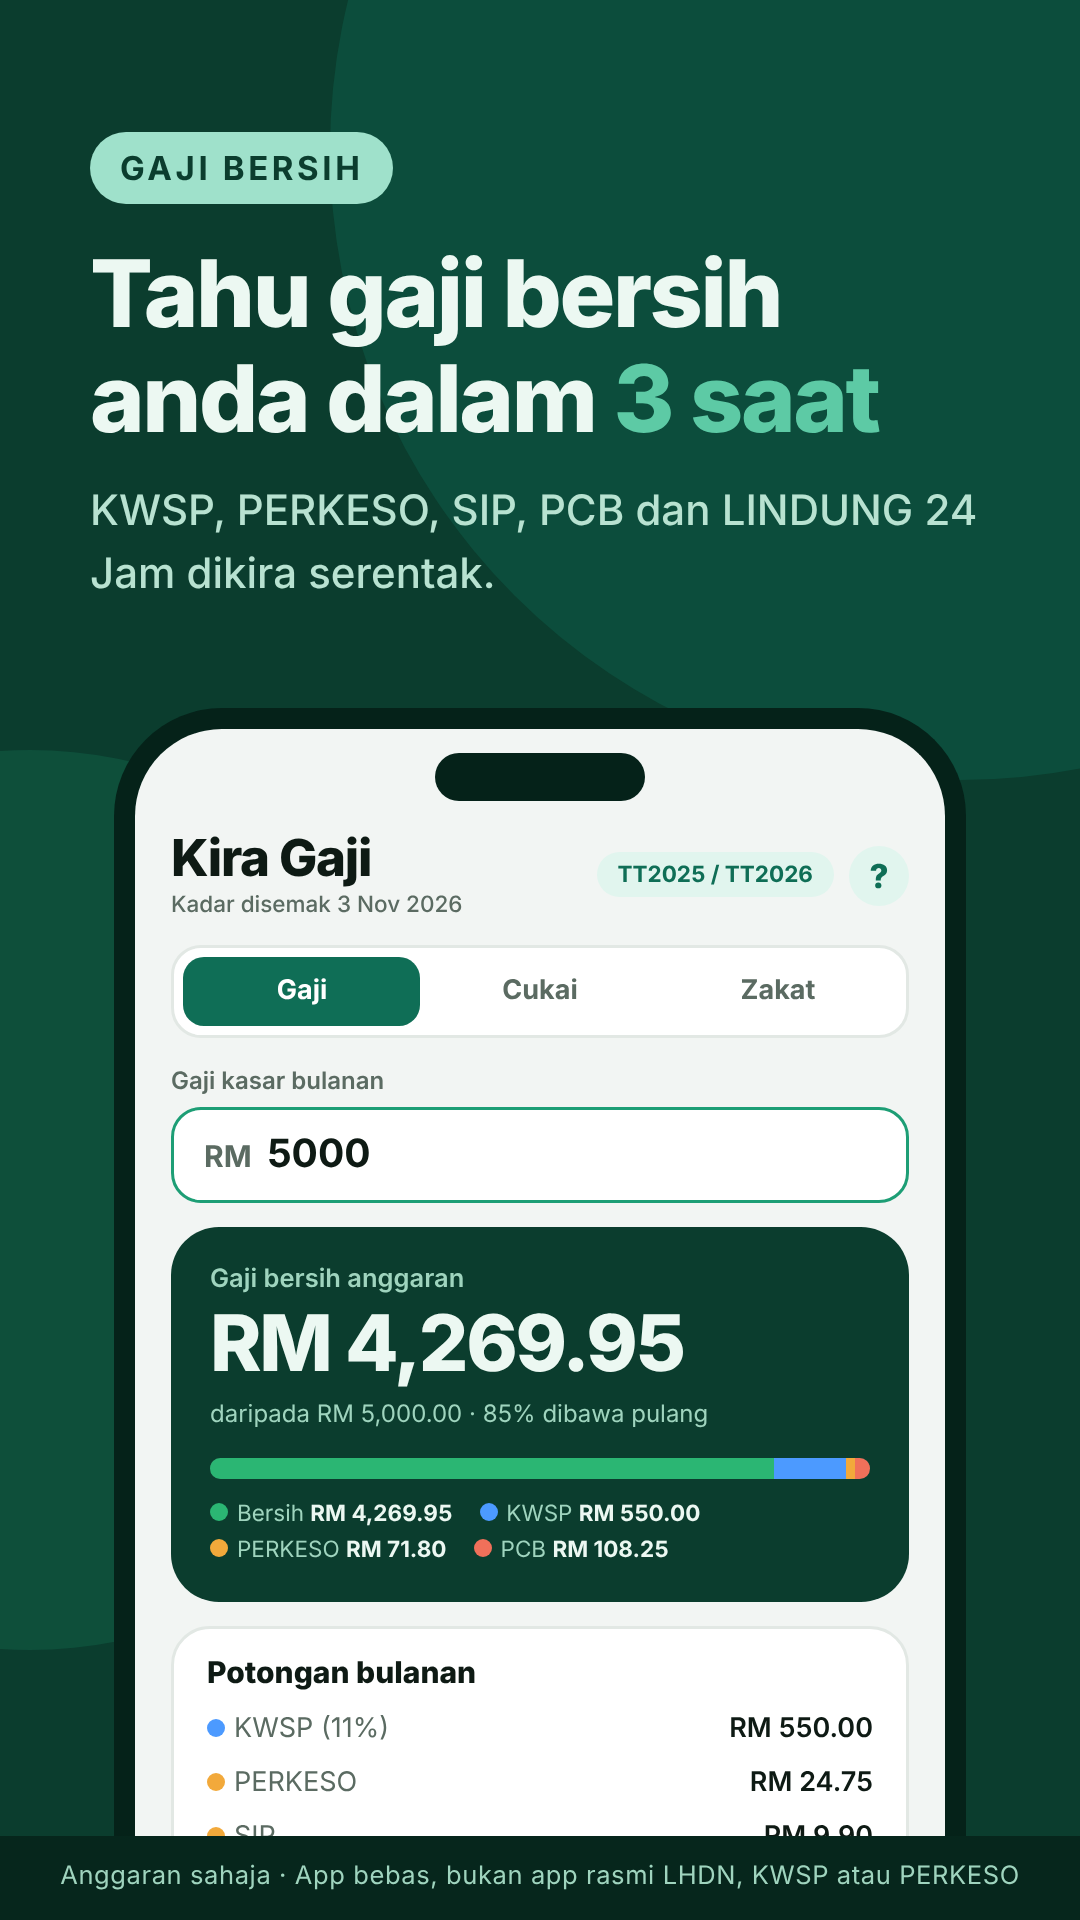 GAJI BERSIH
Tahu gaji bersih
anda dalam 3 saat
KWSP, PERKESO, SIP, PCB dan LINDUNG 24
Jam dikira serentak.
Kira Gaji
Kadar disemak 3 Nov 2026
TT2025 / TT2026
?
Gaji Cukai Zakat
Gaji kasar bulanan
RM 5000
Gaji bersih anggaran
RM 4,269.95
daripada RM 5,000.00 · 85% dibawa pulang
Bersih RM 4,269.95 KWSP RM 550.00
PERKESO RM 71.80 PCB RM 108.25
Potongan bulanan
KWSP (11%) RM 550.00
PERKESO RM 24.75
SIP RM 9.90
Anggaran sahaja · App bebas, bukan app rasmi LHDN, KWSP atau PERKESO